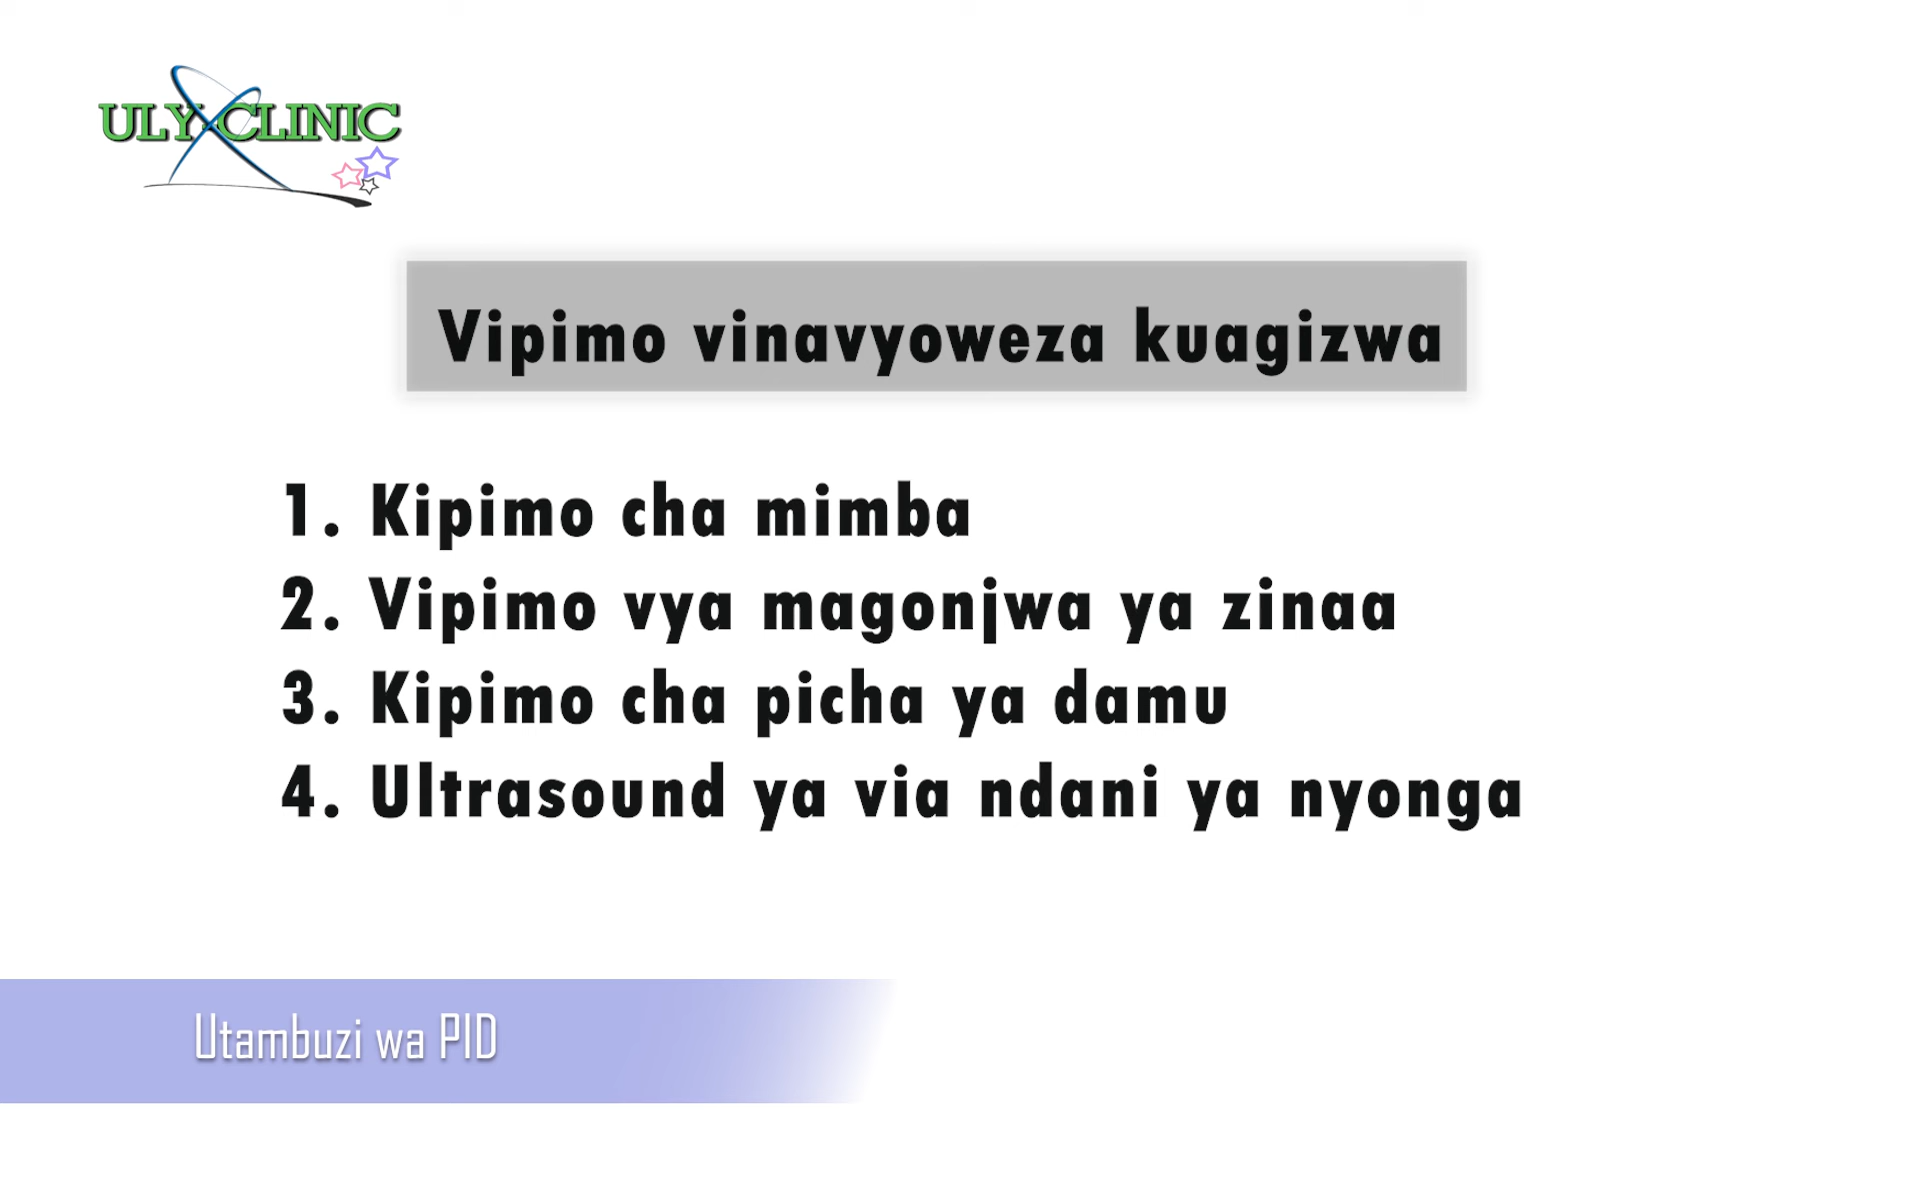 ULY CLINIC
Vipimo vinavyoweza kuagizwa
1. Kipimo cha mimba
2. Vipimo vya magonjwa ya zinaa
3. Kipimo cha picha ya damu
4. Ultrasound ya via ndani ya nyonga
Utambuzi wa PID